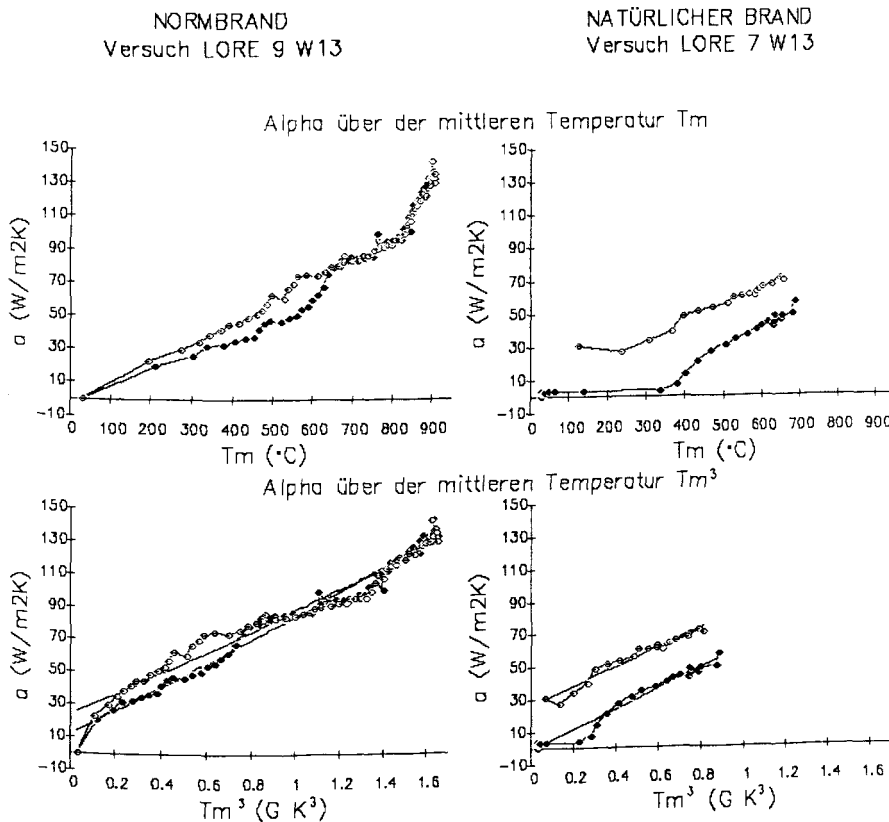 NORMBRAND
Versuch LORE 9 W13
NATÜRLICHER BRAND
Versuch LORE 7 W13
Alpha über der mittleren Temperatur Tm
150
130
110
90
70
50
30
10
-10
α (W/m2K)
0 100 200 300 400 500 600 700 800 900
Tm (°C)
150
130
110
90
70
50
30
10
-10
α (W/m2K)
0 100 200 300 400 500 600 700 800 900
Tm (°C)
Alpha über der mittleren Temperatur Tm³
150
130
110
90
70
50
30
10
-10
α (W/m2K)
0 0.2 0.4 0.6 0.8 1 1.2 1.4 1.6
Tm³ (G K³)
150
130
110
90
70
50
30
10
-10
α (W/m2K)
0 0.2 0.4 0.6 0.8 1 1.2 1.4 1.6 1.8
Tm³ (G K³)